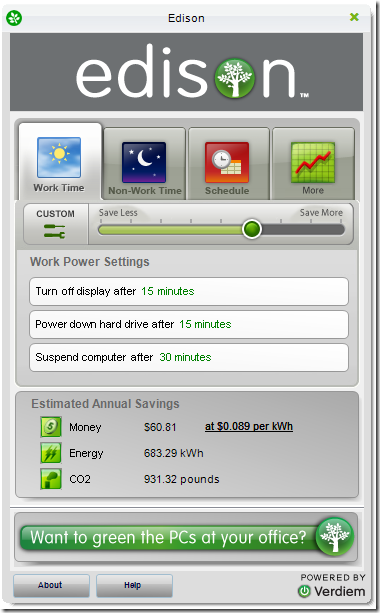 Edison
edison™
Work Time
Non-Work Time
Schedule
More
CUSTOM
Save Less
Save More
Work Power Settings
Turn off display after 15 minutes
Power down hard drive after 15 minutes
Suspend computer after 30 minutes
Estimated Annual Savings
Money $60.81 at $0.089 per kWh
Energy 683.29 kWh
CO2 931.32 pounds
Want to green the PCs at your office?
About
Help
POWERED BY
Verdiem